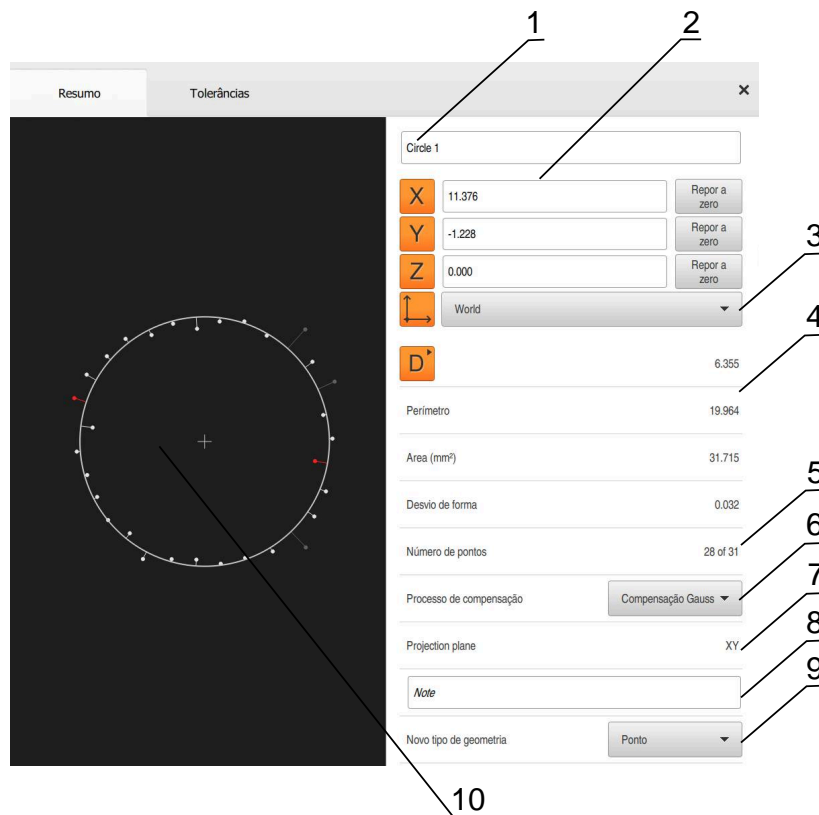 1
2
Resumo
Tolerâncias
×
Circle 1
X
11.376
Repor a
zero
Y
-1.228
Repor a
zero
3
Z
0.000
Repor a
zero
World
4
D
6.355
Perímetro
19.964
Area (mm²)
31.715
5
Desvio de forma
0.032
6
Número de pontos
28 of 31
7
Processo de compensação
Compensação Gauss
8
Projection plane
XY
9
Note
Novo tipo de geometria
Ponto
10